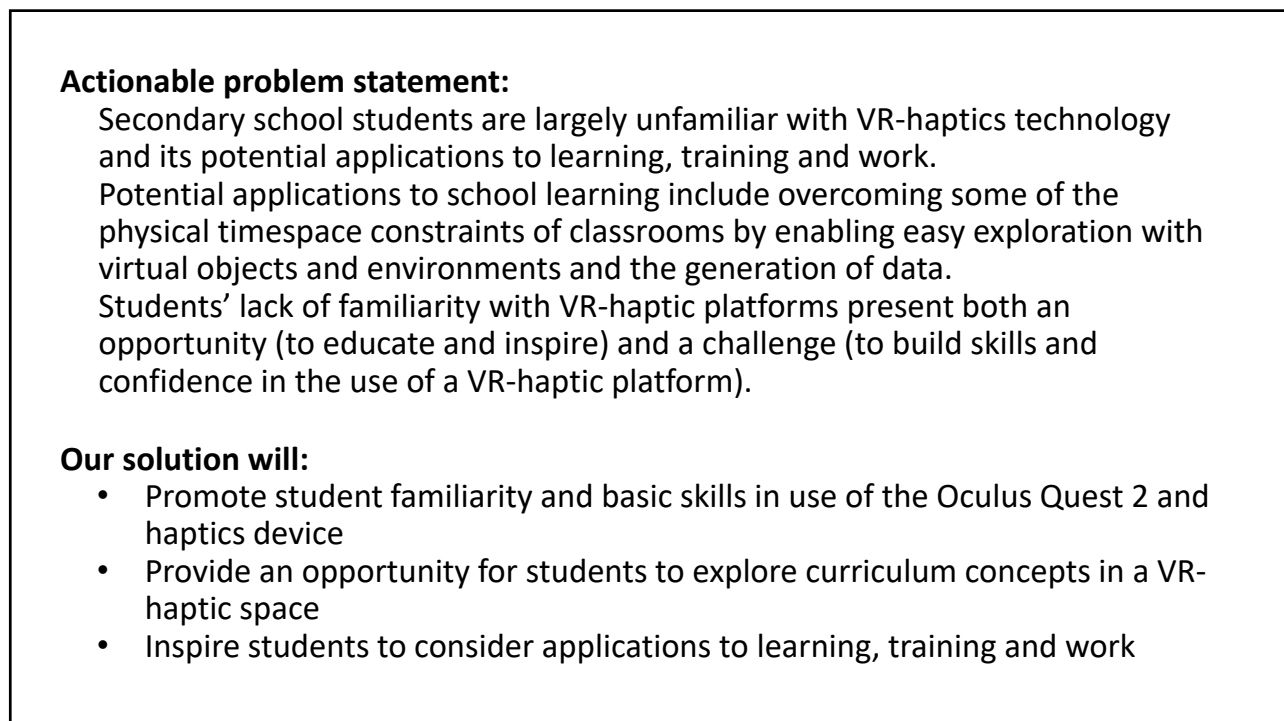 Actionable problem statement:
Secondary school students are largely unfamiliar with VR-haptics technology
and its potential applications to learning, training and work.
Potential applications to school learning include overcoming some of the
physical timespace constraints of classrooms by enabling easy exploration with
virtual objects and environments and the generation of data.
Students’ lack of familiarity with VR-haptic platforms present both an
opportunity (to educate and inspire) and a challenge (to build skills and
confidence in the use of a VR-haptic platform).
Our solution will:
• Promote student familiarity and basic skills in use of the Oculus Quest 2 and
haptics device
• Provide an opportunity for students to explore curriculum concepts in a VR-
haptic space
• Inspire students to consider applications to learning, training and work